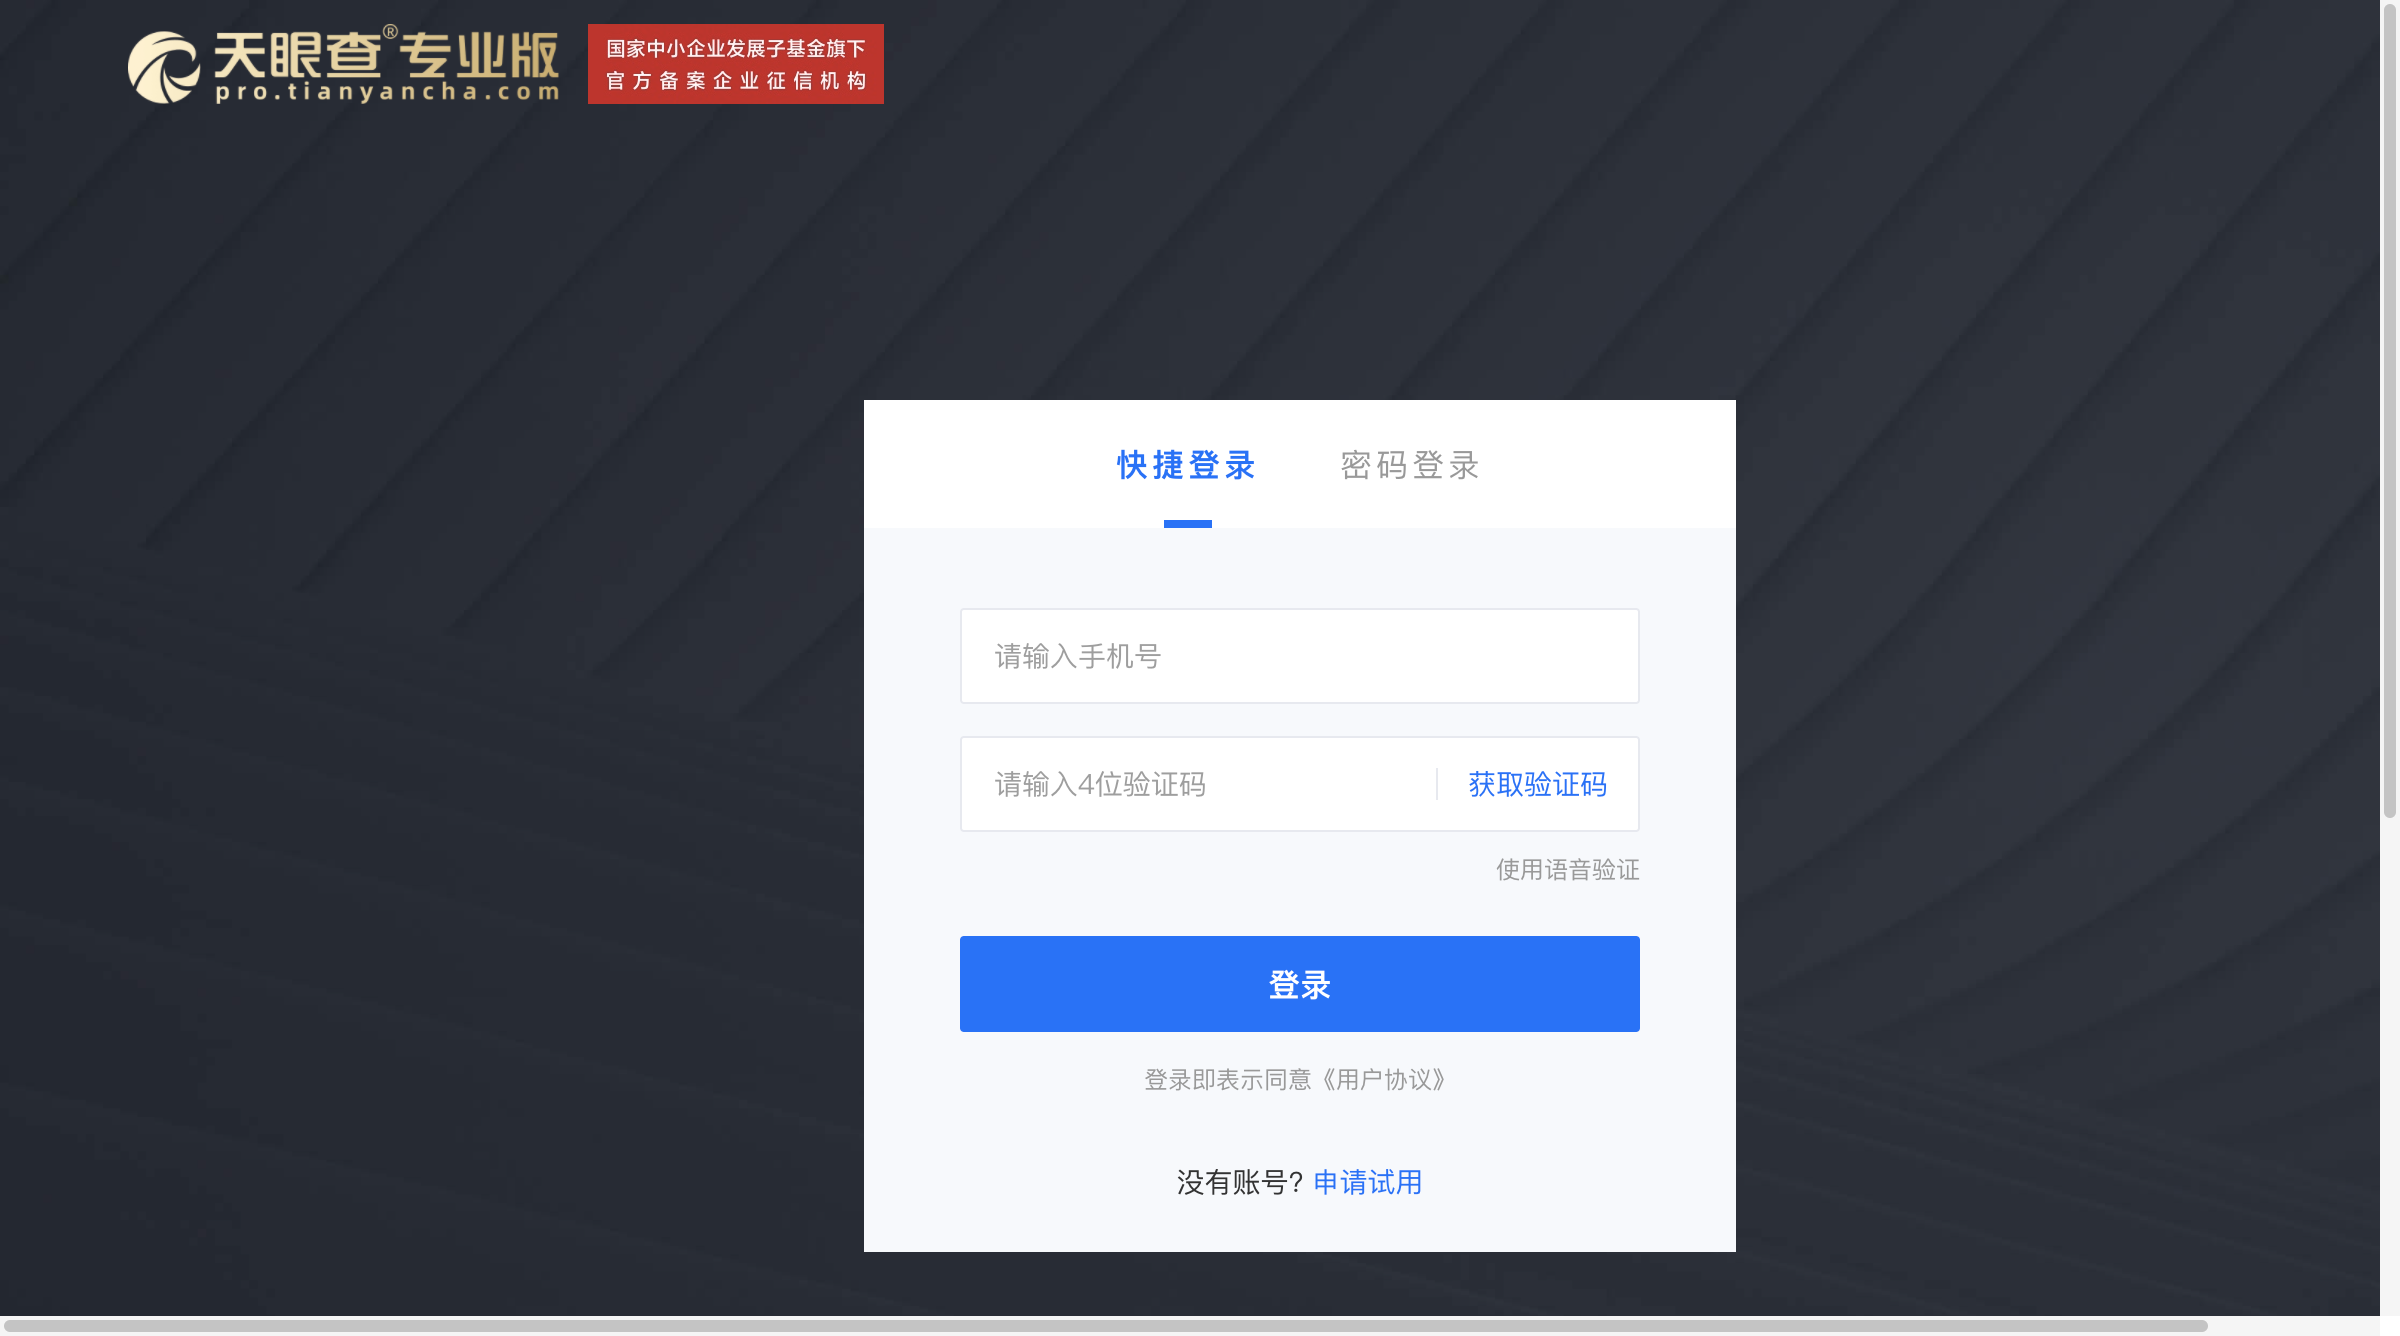 天眼查®专业版
pro.tianyancha.com
国家中小企业发展子基金旗下
官方备案企业征信机构
快捷登录 密码登录
请输入手机号
请输入4位验证码 获取验证码
使用语音验证
登录
登录即表示同意《用户协议》
没有账号? 申请试用